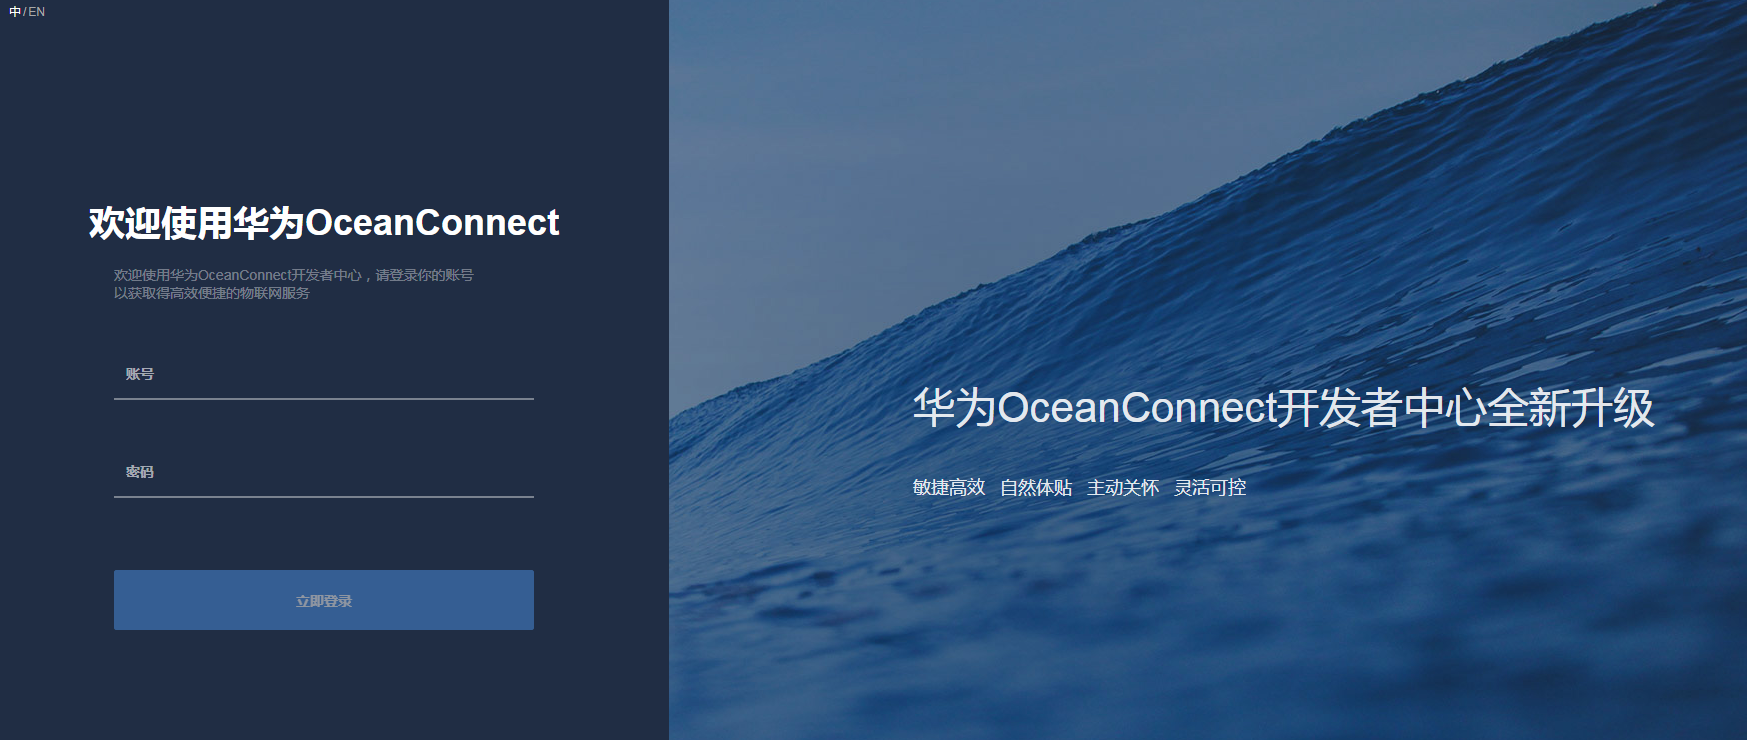 中/EN
欢迎使用华为OceanConnect
欢迎使用华为OceanConnect开发者中心，请登录你的账号
以获取得高效便捷的物联网服务
账号
密码
立即登录
华为OceanConnect开发者中心全新升级
敏捷高效 自然体贴 主动关怀 灵活可控